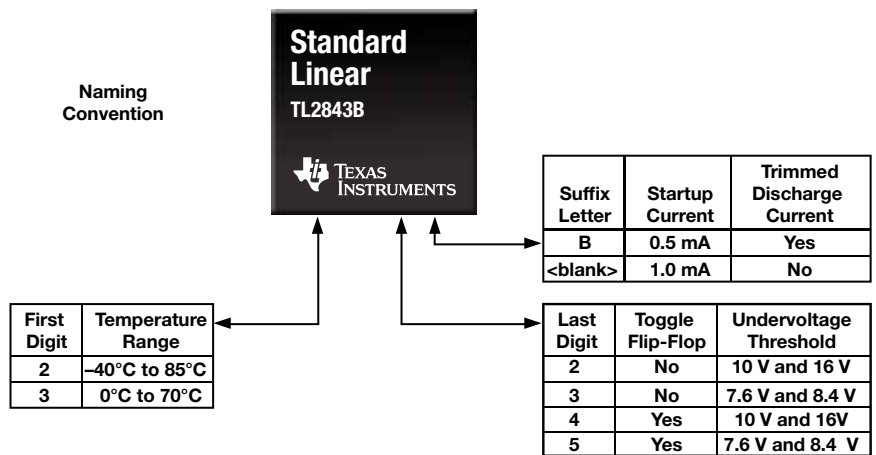 Naming
Convention
Standard
Linear
TL2843B
TEXAS
INSTRUMENTS
Suffix Letter | Startup Current | Trimmed Discharge Current
B | 0.5 mA | Yes
<blank> | 1.0 mA | No
First Digit | Temperature Range
2 | –40°C to 85°C
3 | 0°C to 70°C
Last Digit | Toggle Flip-Flop | Undervoltage Threshold
2 | No | 10 V and 16 V
3 | No | 7.6 V and 8.4 V
4 | Yes | 10 V and 16V
5 | Yes | 7.6 V and 8.4 V